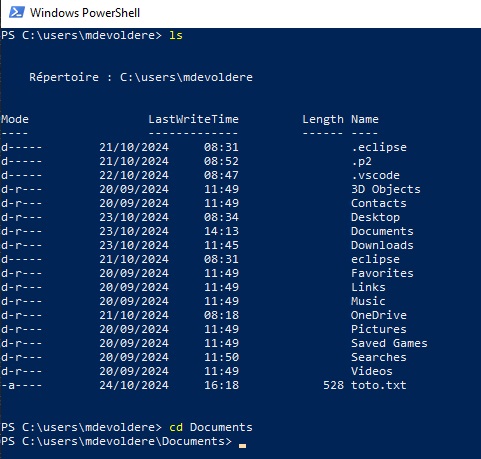 Windows PowerShell
PS C:\users\mdevoldere> ls
Répertoire : C:\users\mdevoldere
Mode                LastWriteTime         Length Name
----                -------------         ------ ----
d-----       21/10/2024     08:31                .eclipse
d-----       21/10/2024     08:52                .p2
d-----       22/10/2024     08:47                .vscode
d-r---       20/09/2024     11:49                3D Objects
d-r---       20/09/2024     11:49                Contacts
d-r---       23/10/2024     08:34                Desktop
d-r---       23/10/2024     14:13                Documents
d-r---       23/10/2024     11:45                Downloads
d-----       21/10/2024     08:31                eclipse
d-r---       20/09/2024     11:49                Favorites
d-r---       20/09/2024     11:49                Links
d-r---       20/09/2024     11:49                Music
d-r---       21/10/2024     08:18                OneDrive
d-r---       20/09/2024     11:49                Pictures
d-r---       20/09/2024     11:49                Saved Games
d-r---       20/09/2024     11:50                Searches
d-r---       20/09/2024     11:49                Videos
-a----       24/10/2024     16:18            528 toto.txt
PS C:\users\mdevoldere> cd Documents
PS C:\users\mdevoldere\Documents>